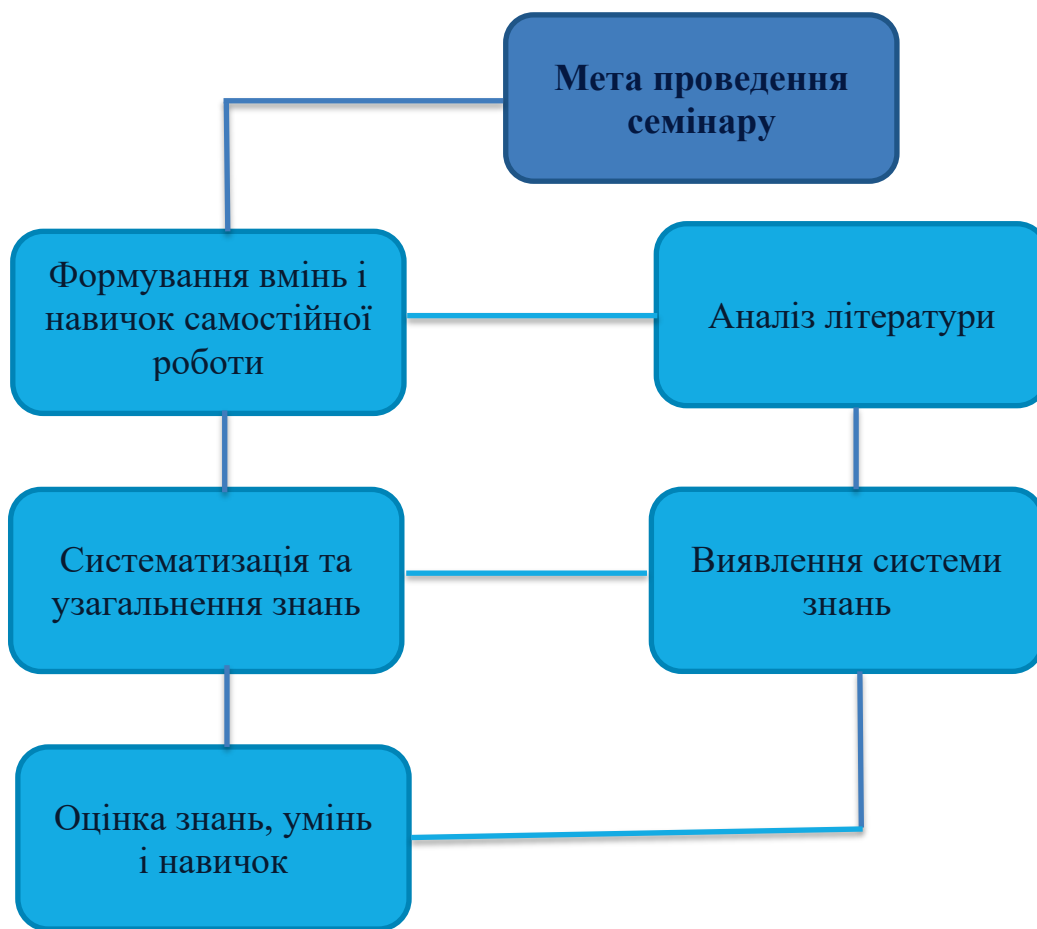 Мета проведення
семінару
Формування вмінь і
навичок самостійної
роботи
Аналіз літератури
Систематизація та
узагальнення знань
Виявлення системи
знань
Оцінка знань, умінь
і навичок